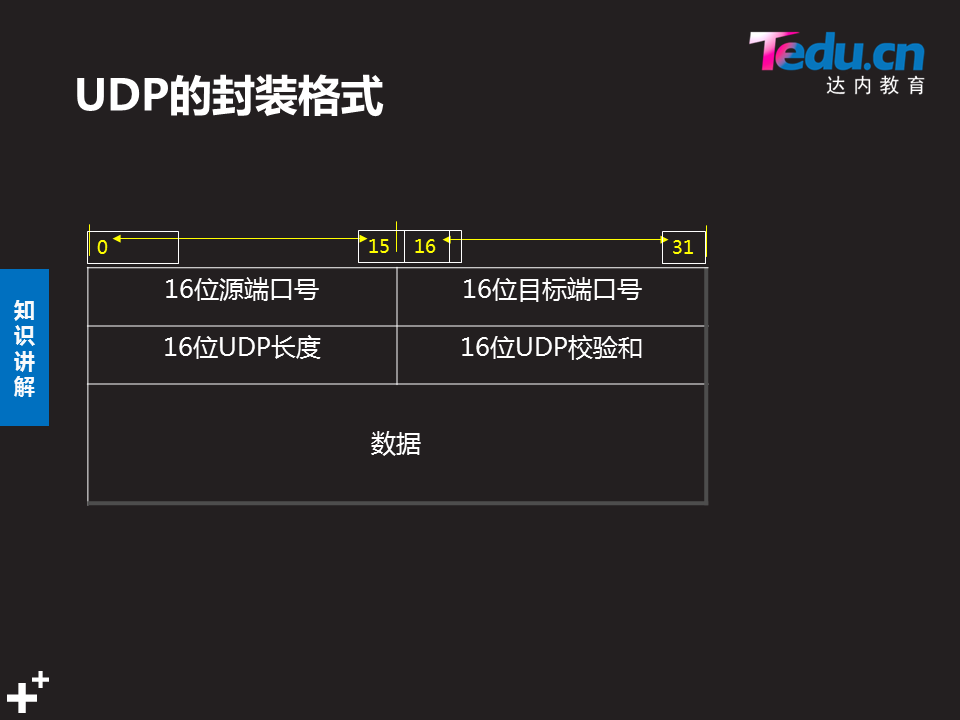 Tedu.cn
达内教育
UDP的封装格式
0 15 16 31
16位源端口号 16位目标端口号
16位UDP长度 16位UDP校验和
数据
知识讲解